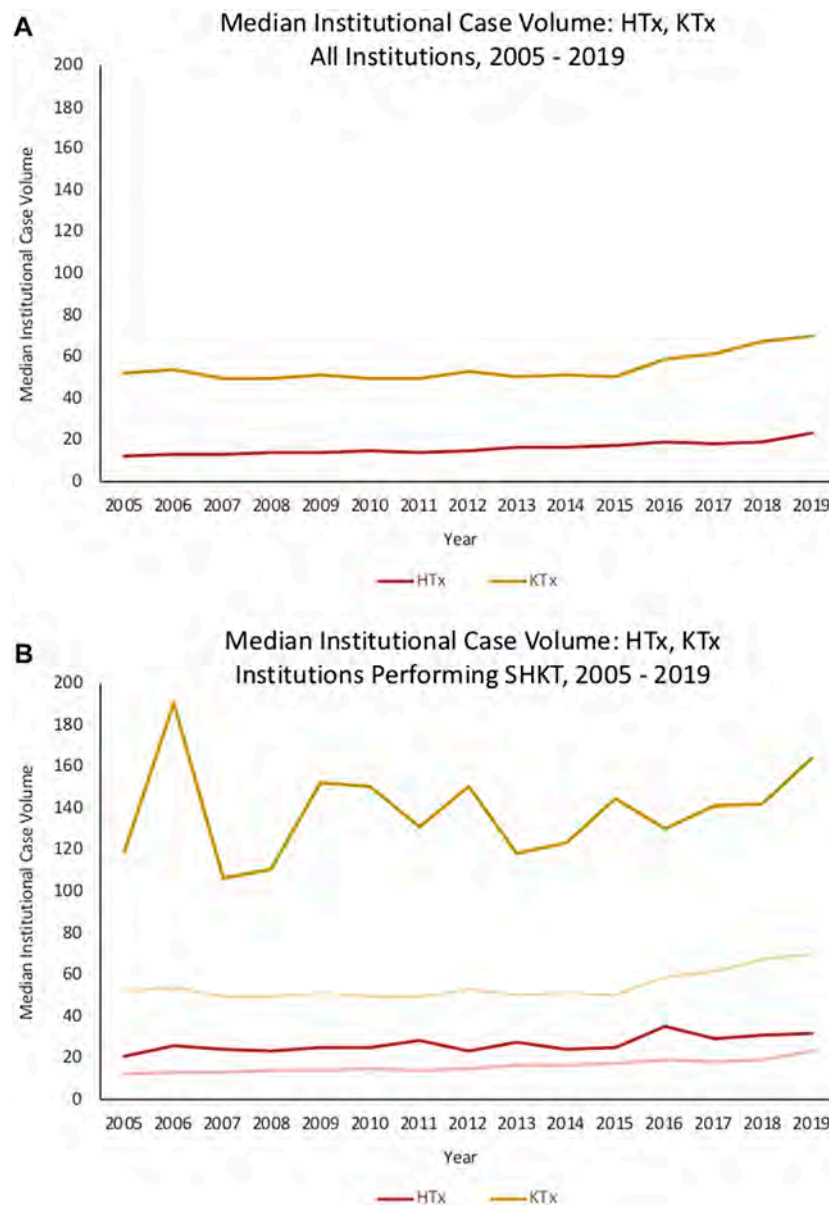 A
Median Institutional Case Volume: HTx, KTx
All Institutions, 2005 - 2019
200
180
160
140
120
100
80
60
40
20
0
Median Institutional Case Volume
2005 2006 2007 2008 2009 2010 2011 2012 2013 2014 2015 2016 2017 2018 2019
Year
HTx KTx
B
Median Institutional Case Volume: HTx, KTx
Institutions Performing SHKT, 2005 - 2019
200
180
160
140
120
100
80
60
40
20
0
Median Institutional Case Volume
2005 2006 2007 2008 2009 2010 2011 2012 2013 2014 2015 2016 2017 2018 2019
Year
HTx KTx